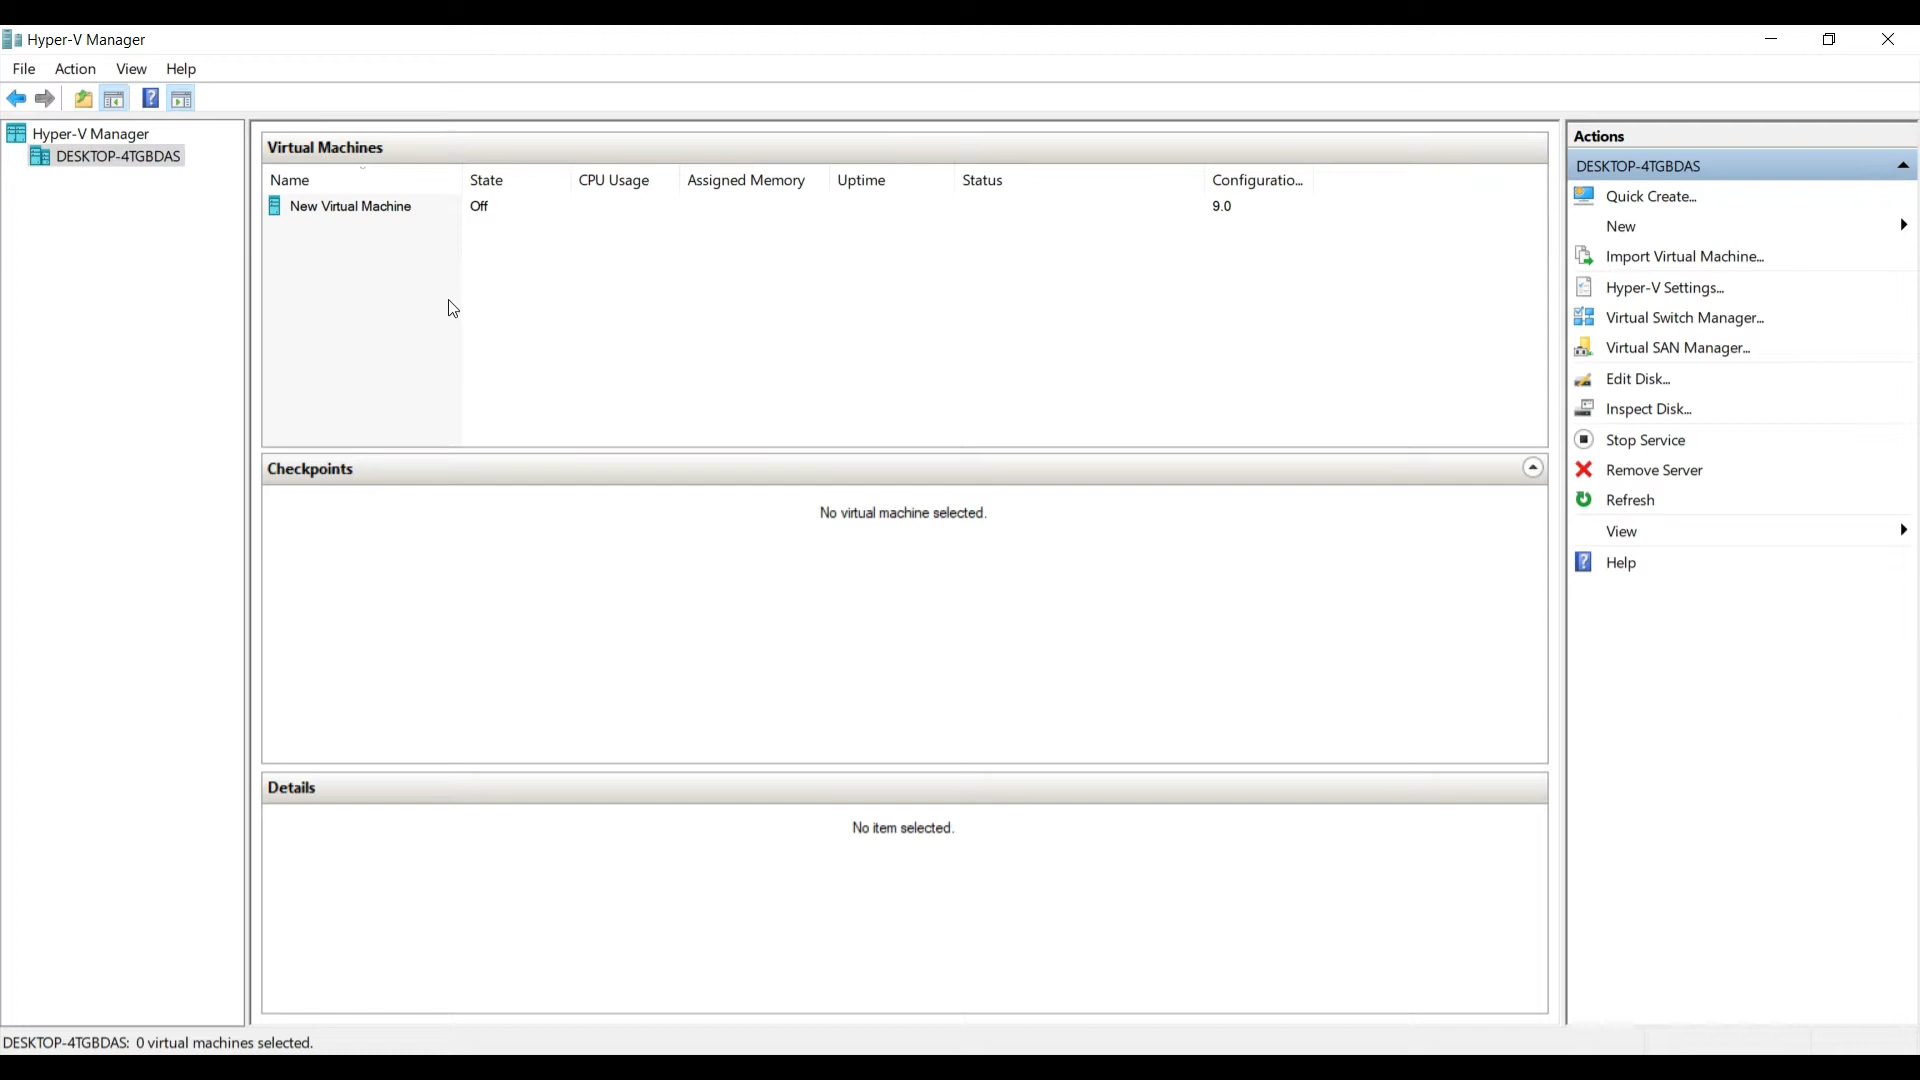 Hyper-V Manager
File Action View Help
Hyper-V Manager
DESKTOP-4TGBDAS
Virtual Machines
Name State CPU Usage Assigned Memory Uptime Status Configuratio...
New Virtual Machine Off 9.0
Checkpoints
No virtual machine selected.
Details
No item selected.
Actions
DESKTOP-4TGBDAS
Quick Create...
New
Import Virtual Machine...
Hyper-V Settings...
Virtual Switch Manager...
Virtual SAN Manager...
Edit Disk...
Inspect Disk...
Stop Service
Remove Server
Refresh
View
Help
DESKTOP-4TGBDAS: 0 virtual machines selected.